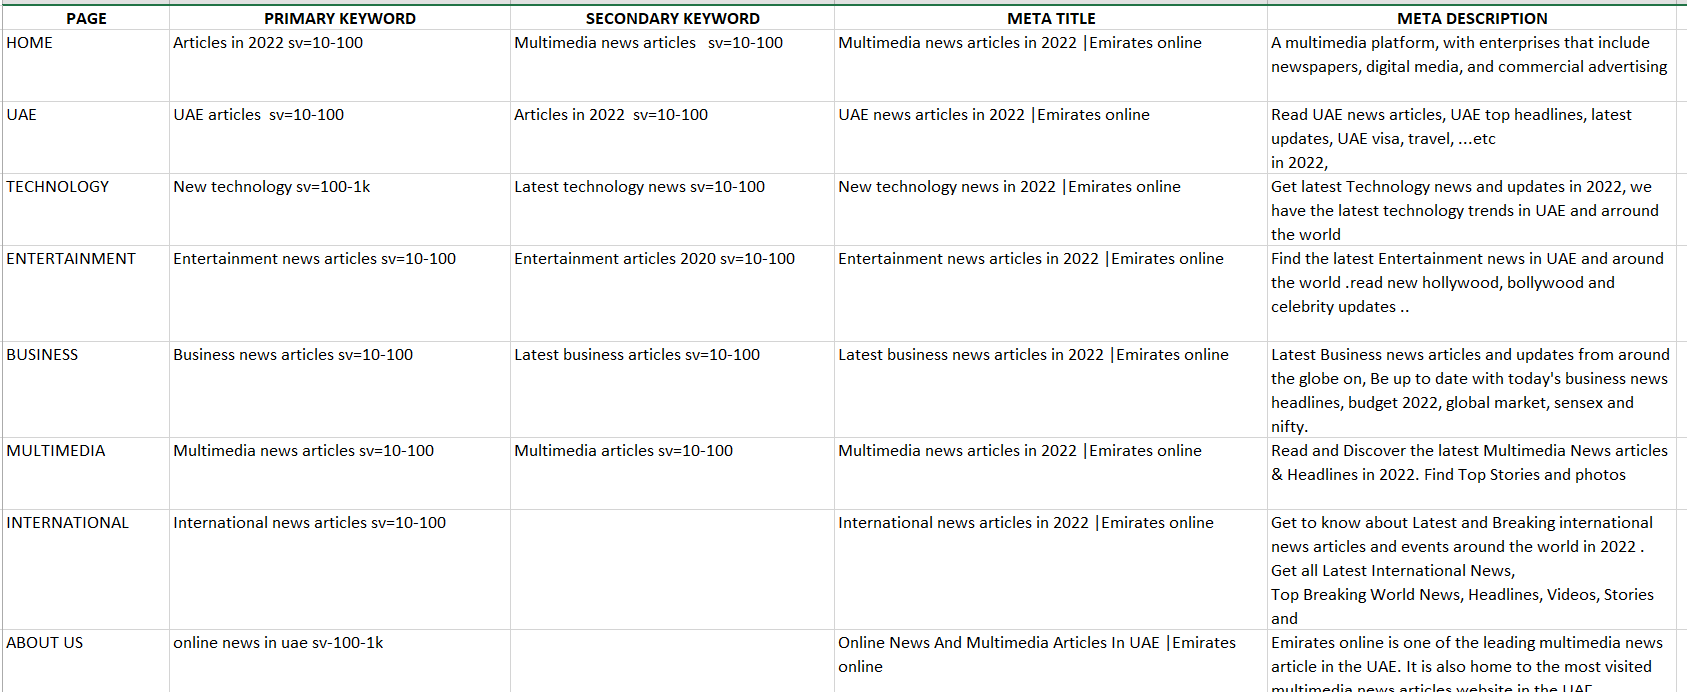 PAGE PRIMARY KEYWORD SECONDARY KEYWORD META TITLE META DESCRIPTION
HOME Articles in 2022 sv=10-100 Multimedia news articles sv=10-100 Multimedia news articles in 2022 |Emirates online A multimedia platform, with enterprises that include
newspapers, digital media, and commercial advertising
UAE UAE articles sv=10-100 Articles in 2022 sv=10-100 UAE news articles in 2022 |Emirates online Read UAE news articles, UAE top headlines, latest
updates, UAE visa, travel, ...etc
in 2022,
TECHNOLOGY New technology sv=100-1k Latest technology news sv=10-100 New technology news in 2022 |Emirates online Get latest Technology news and updates in 2022, we
have the latest technology trends in UAE and arround
the world
ENTERTAINMENT Entertainment news articles sv=10-100 Entertainment articles 2020 sv=10-100 Entertainment news articles in 2022 |Emirates online Find the latest Entertainment news in UAE and around
the world .read new hollywood, bollywood and
celebrity updates ..
BUSINESS Business news articles sv=10-100 Latest business articles sv=10-100 Latest business news articles in 2022 |Emirates online Latest Business news articles and updates from around
the globe on, Be up to date with today's business news
headlines, budget 2022, global market, sensex and
nifty.
MULTIMEDIA Multimedia news articles sv=10-100 Multimedia articles sv=10-100 Multimedia news articles in 2022 |Emirates online Read and Discover the latest Multimedia News articles
& Headlines in 2022. Find Top Stories and photos
INTERNATIONAL International news articles sv=10-100 International news articles in 2022 |Emirates online Get to know about Latest and Breaking international
news articles and events around the world in 2022 .
Get all Latest International News,
Top Breaking World News, Headlines, Videos, Stories
and
ABOUT US online news in uae sv-100-1k Online News And Multimedia Articles In UAE |Emirates Emirates online is one of the leading multimedia news
online article in the UAE. It is also home to the most visited
multimedia news articles website in the UAE